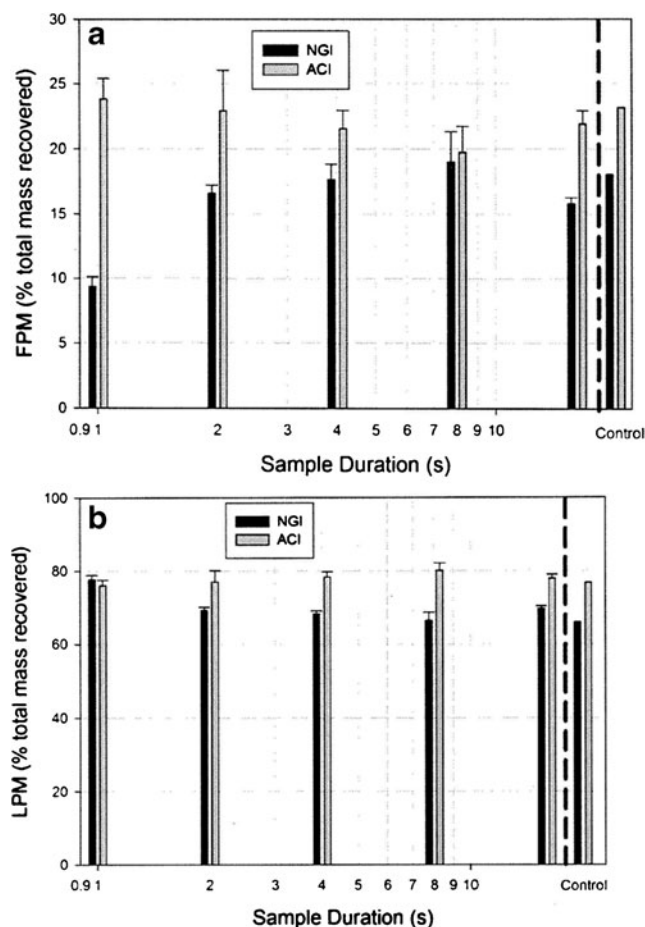 a
NGI
ACI
30
25
20
15
10
5
0
FPM (% total mass recovered)
0.9 1 2 3 4 5 6 7 8 9 10 Control
Sample Duration (s)
b
NGI
ACI
100
80
60
40
20
0
LPM (% total mass recovered)
0.9 1 2 3 4 5 6 7 8 9 10 Control
Sample Duration (s)